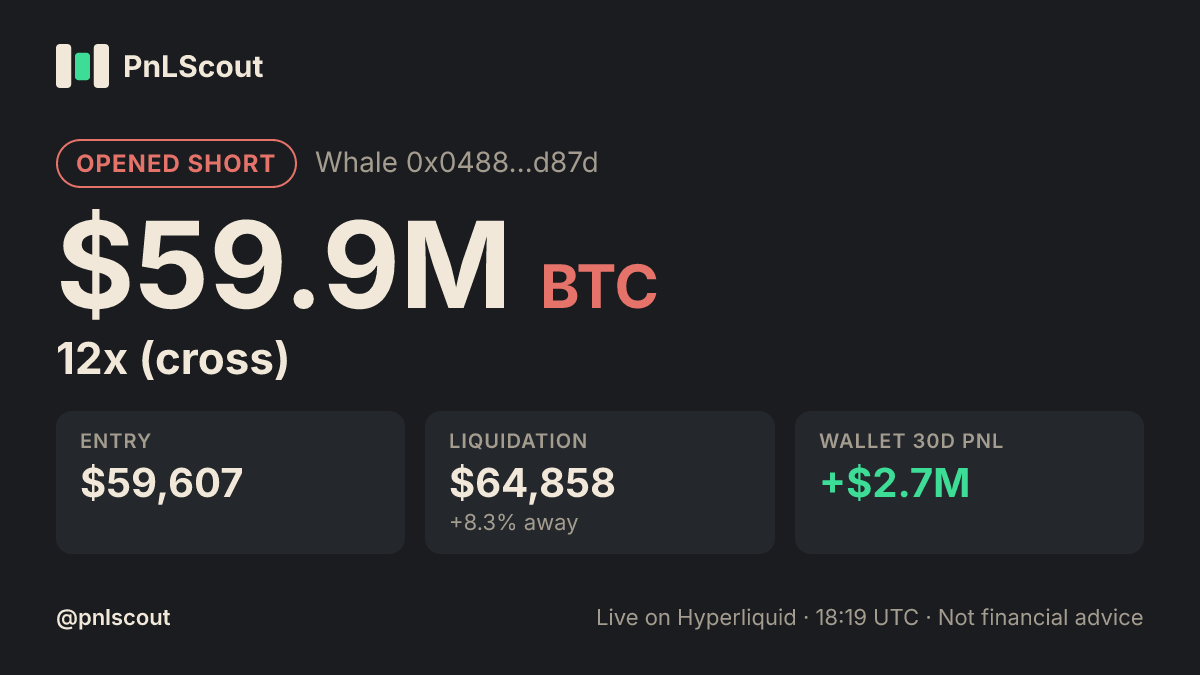 PnLScout
OPENED SHORT Whale 0x0488...d87d
$59.9M BTC
12x (cross)
ENTRY
$59,607
LIQUIDATION
$64,858
+8.3% away
WALLET 30D PNL
+$2.7M
@pnlscout
Live on Hyperliquid · 18:19 UTC · Not financial advice